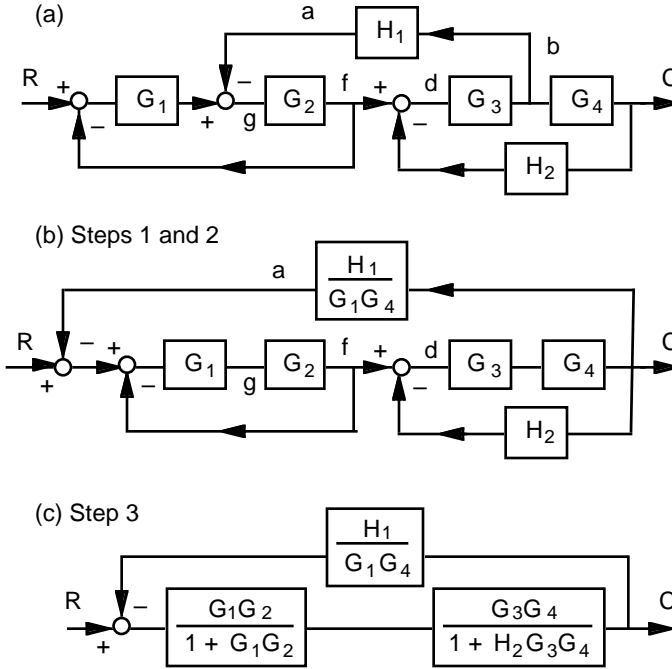 (a)
a
H1
b
R
+
G1
−
+
g
G2
f
+
d
G3
G4
C
−
−
H2
(b) Steps 1 and 2
a
H1
G1G4
R
−
+
C
+
−
G1
g
G2
f
+
d
G3
G4
−
H2
(c) Step 3
H1
G1G4
R
−
+
G1G2
1 + G1G2
G3G4
1 + H2G3G4
C